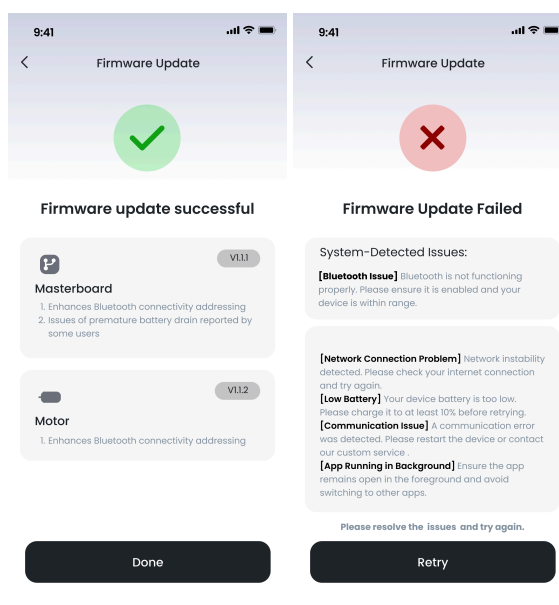 9:41
Firmware Update
Firmware update successful
V1.1.1
Masterboard
1. Enhances Bluetooth connectivity addressing
2. Issues of premature battery drain reported by
some users
V1.1.2
Motor
1. Enhances Bluetooth connectivity addressing
Done
9:41
Firmware Update
Firmware Update Failed
System-Detected Issues:
[Bluetooth Issue] Bluetooth is not functioning
properly. Please ensure it is enabled and your
device is within range.
[Network Connection Problem] Network instability
detected. Please check your internet connection
and try again.
[Low Battery] Your device battery is too low.
Please charge it to at least 10% before retrying.
[Communication Issue] A communication error
was detected. Please restart the device or contact
our custom service .
[App Running in Background] Ensure the app
remains open in the foreground and avoid
switching to other apps.
Please resolve the issues and try again.
Retry